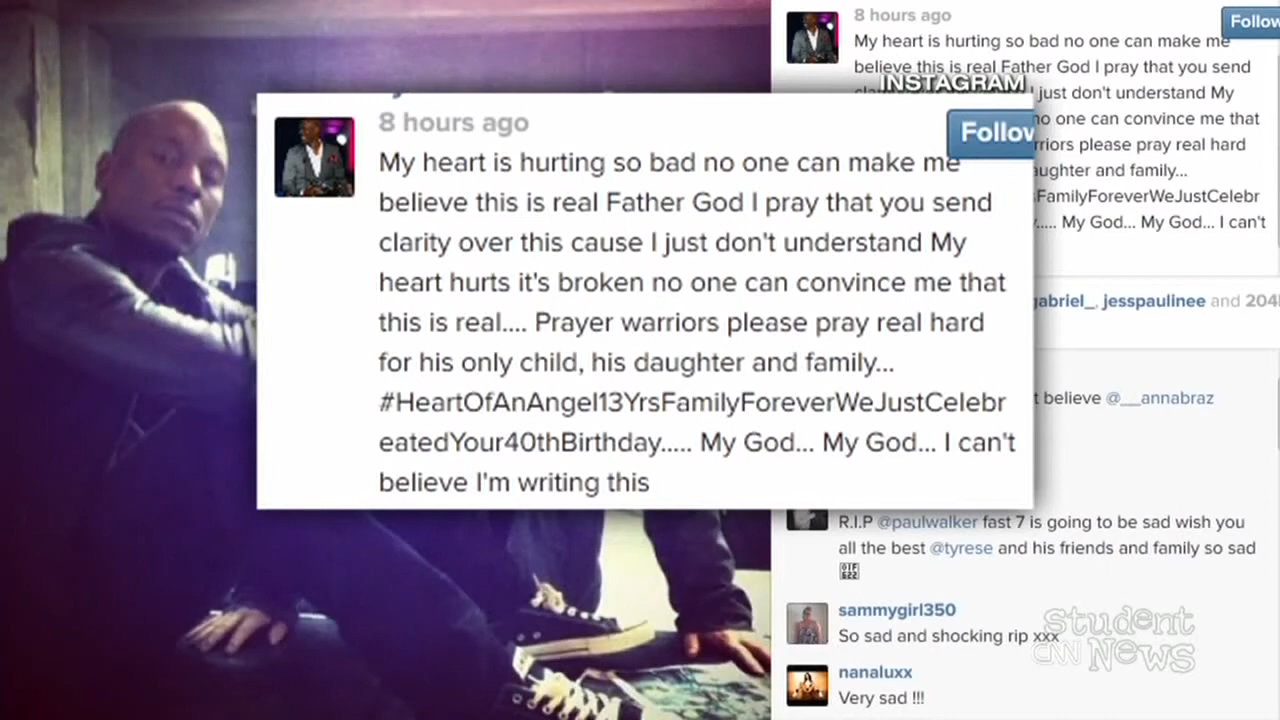 8 hours ago
Follow
My heart is hurting so bad no one can make me
believe this is real Father God I pray that you send
INSTAGRAM
I just don't understand My
no one can convince me that
rriors please pray real hard
aughter and family...
sFamilyForeverWeJustCelebr
..... My God... My God... I can't
8 hours ago
Follow
My heart is hurting so bad no one can make me
believe this is real Father God I pray that you send
clarity over this cause I just don't understand My
heart hurts it's broken no one can convince me that
this is real.... Prayer warriors please pray real hard
for his only child, his daughter and family...
#HeartOfAnAngel13YrsFamilyForeverWeJustCelebr
eatedYour40thBirthday..... My God... My God... I can't
believe I'm writing this
gabriel_, jesspaulinee and 204
t believe @__annabraz
R.I.P @paulwalker fast 7 is going to be sad wish you
all the best @tyrese and his friends and family so sad
sammygirl350
So sad and shocking rip xxx
nanaluxx
Very sad !!!
Student
CNN News